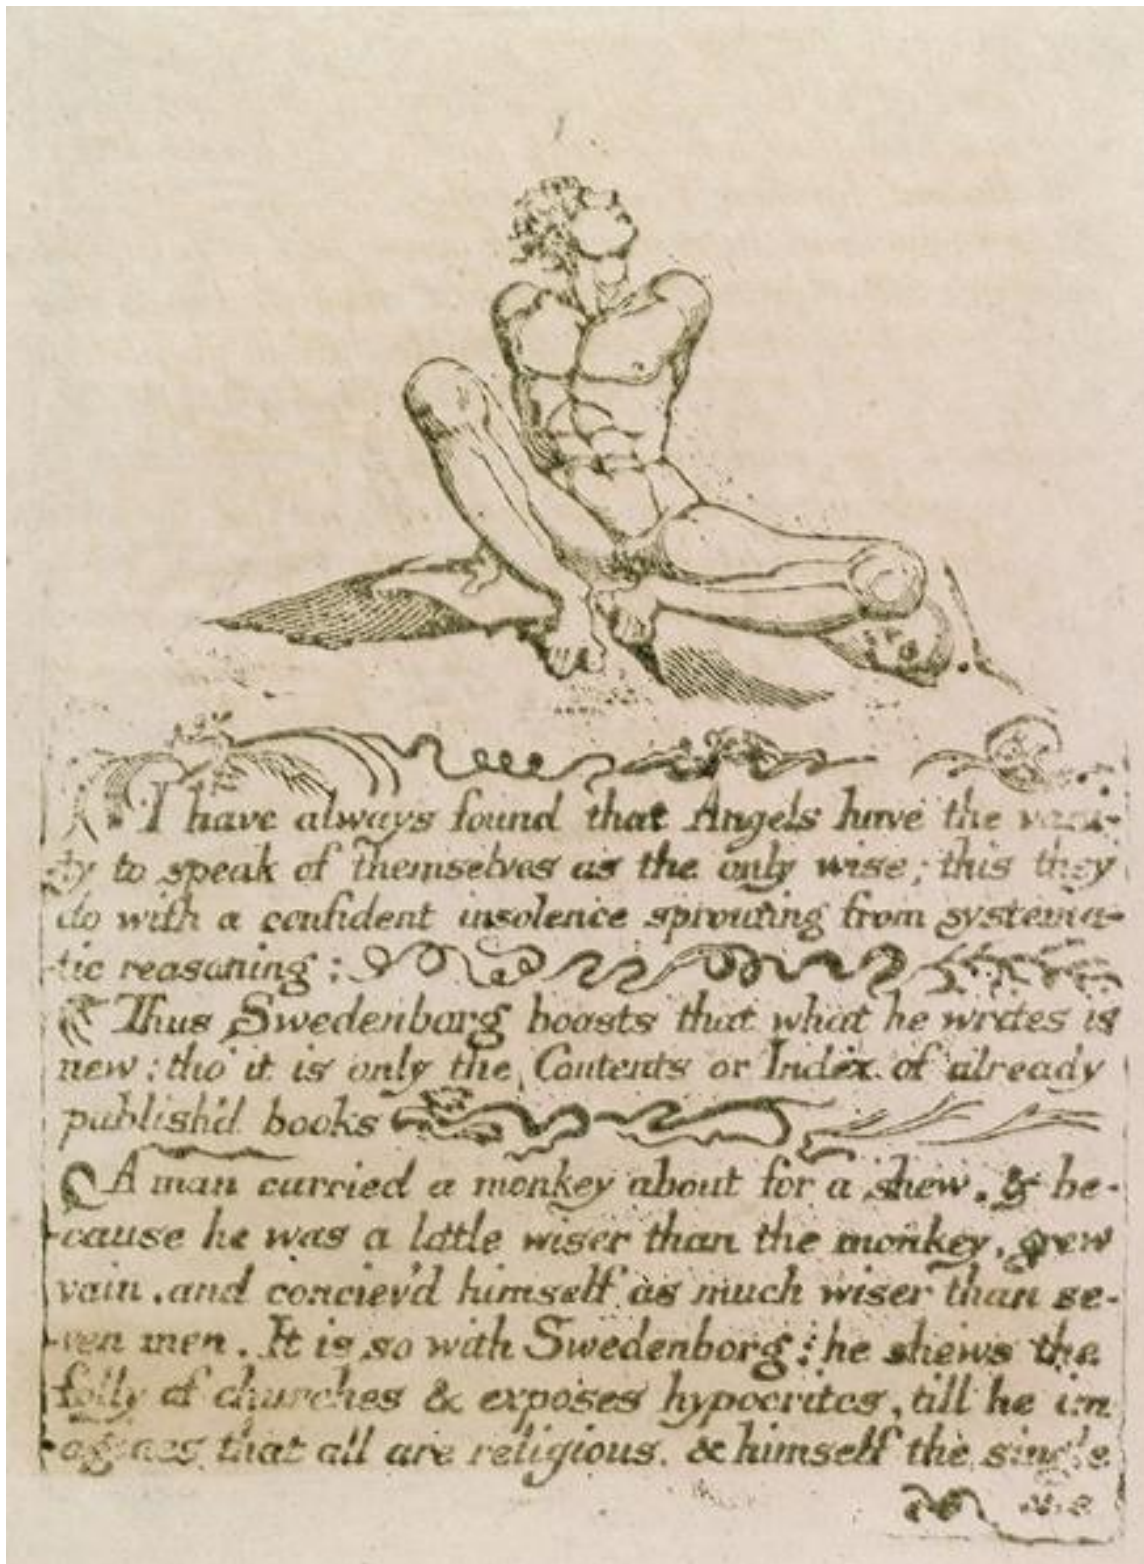 I have always found that Angels have the vani-
ty to speak of themselves as the only wise; this they
do with a confident insolence sprouting from systema-
tic reasoning:
Thus Swedenborg boasts that what he writes is
new: tho' it is only the Contents or Index of already
publish'd books
A man carried a monkey about for a shew, & be-
cause he was a little wiser than the monkey, grew
vain, and conciev'd himself as much wiser than se-
ven men. It is so with Swedenborg: he shews the
folly of churches & exposes hypocrites, till he im
agines that all are religious. & himself the single